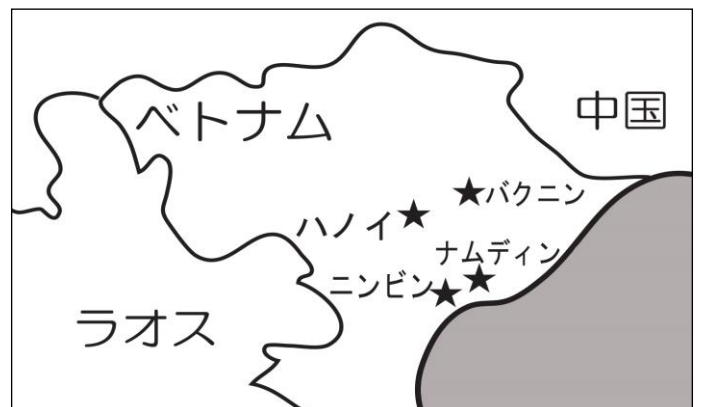 ベトナム
中国
バクニン
ハノイ
ナムディン
ニンビン
ラオス